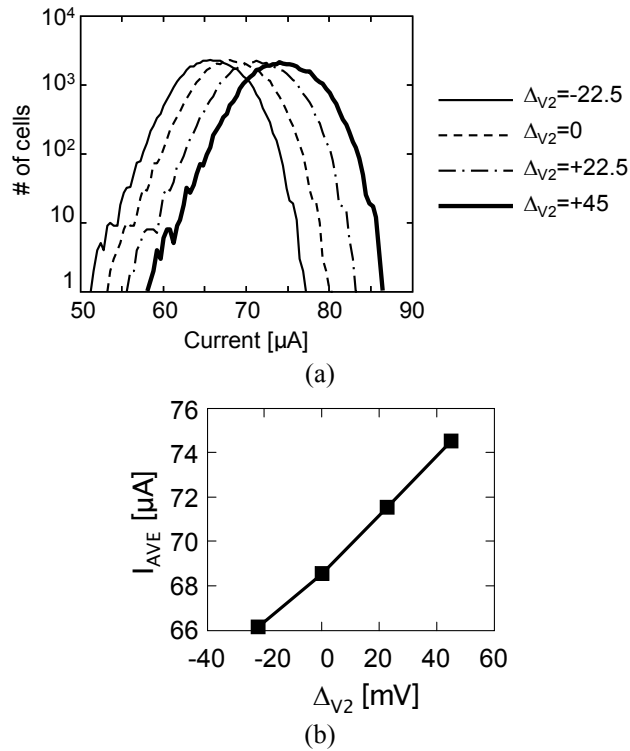 10⁴
10³
10²
10
1
# of cells
50 60 70 80 90
Current [µA]
Δ_V2=-22.5
Δ_V2=0
Δ_V2=+22.5
Δ_V2=+45
(a)
76
74
72
70
68
66
I_AVE [µA]
-40 -20 0 20 40 60
Δ_V2 [mV]
(b)